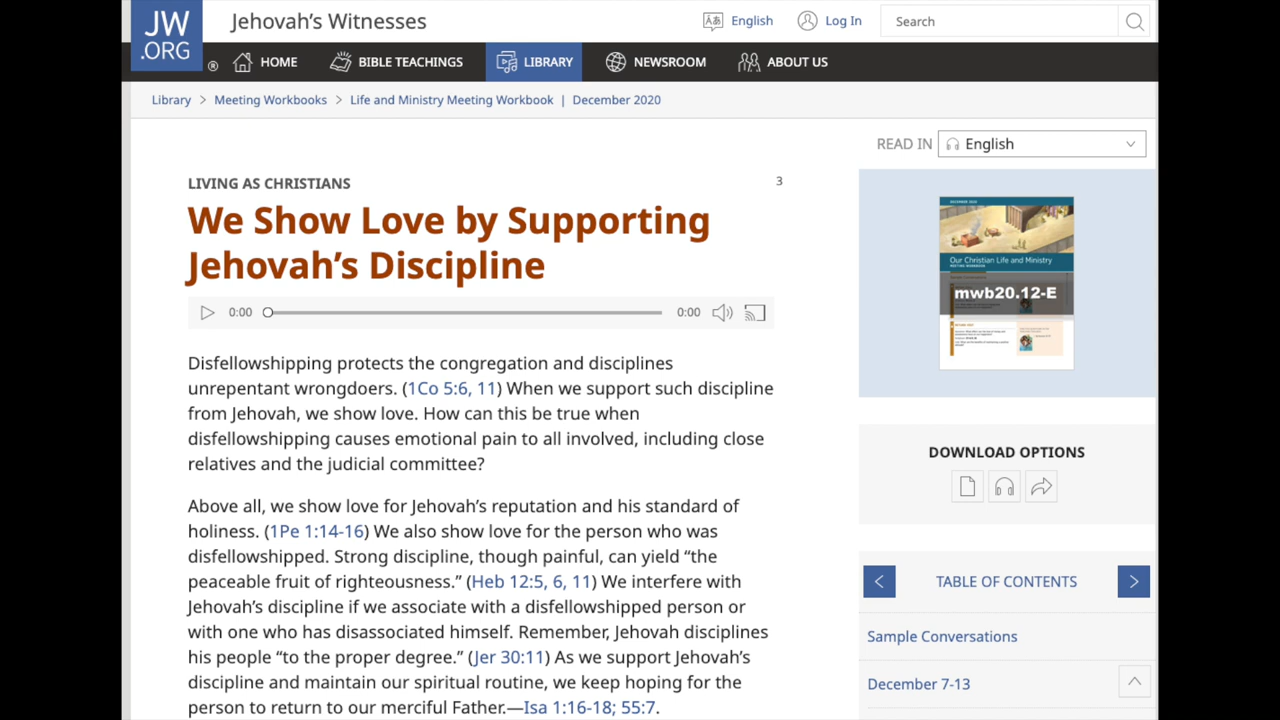 JW
.ORG
®
Jehovah's Witnesses
English
Log In
Search
HOME
BIBLE TEACHINGS
LIBRARY
NEWSROOM
ABOUT US
Library > Meeting Workbooks > Life and Ministry Meeting Workbook | December 2020
READ IN
English
LIVING AS CHRISTIANS
3
We Show Love by Supporting
Jehovah's Discipline
0:00
0:00
Disfellowshipping protects the congregation and disciplines
unrepentant wrongdoers. (1Co 5:6, 11) When we support such discipline
from Jehovah, we show love. How can this be true when
disfellowshipping causes emotional pain to all involved, including close
relatives and the judicial committee?
Above all, we show love for Jehovah's reputation and his standard of
holiness. (1Pe 1:14-16) We also show love for the person who was
disfellowshipped. Strong discipline, though painful, can yield “the
peaceable fruit of righteousness.” (Heb 12:5, 6, 11) We interfere with
Jehovah's discipline if we associate with a disfellowshipped person or
with one who has disassociated himself. Remember, Jehovah disciplines
his people “to the proper degree.” (Jer 30:11) As we support Jehovah's
discipline and maintain our spiritual routine, we keep hoping for the
person to return to our merciful Father.—Isa 1:16-18; 55:7.
Our Christian Life and Ministry
mwb20.12-E
DOWNLOAD OPTIONS
TABLE OF CONTENTS
Sample Conversations
December 7-13